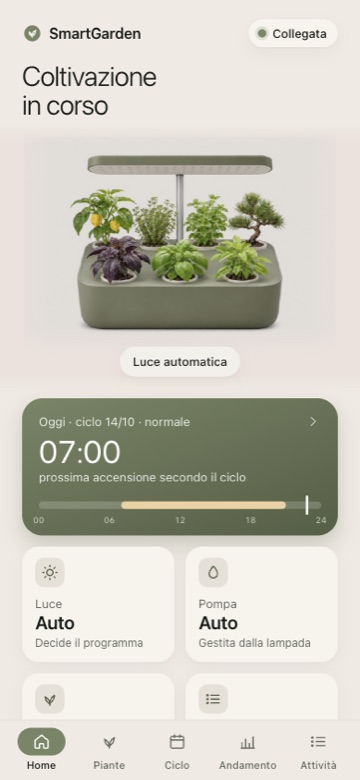 SmartGarden
Collegata
Coltivazione
in corso
Luce automatica
Oggi · ciclo 14/10 · normale
07:00
prossima accensione secondo il ciclo
00 06 12 18 24
Luce
Auto
Decide il programma
Pompa
Auto
Gestita dalla lampada
Home Piante Ciclo Andamento Attività